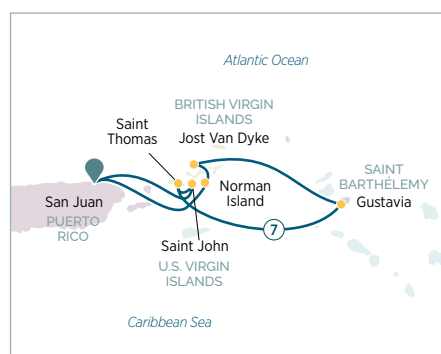 Atlantic Ocean
BRITISH VIRGIN
ISLANDS
Saint
Thomas
Jost Van Dyke
SAINT
BARTHÉLEMY
Gustavia
San Juan
PUERTO
RICO
Norman
Island
7
Saint John
U.S. VIRGIN
ISLANDS
Caribbean Sea